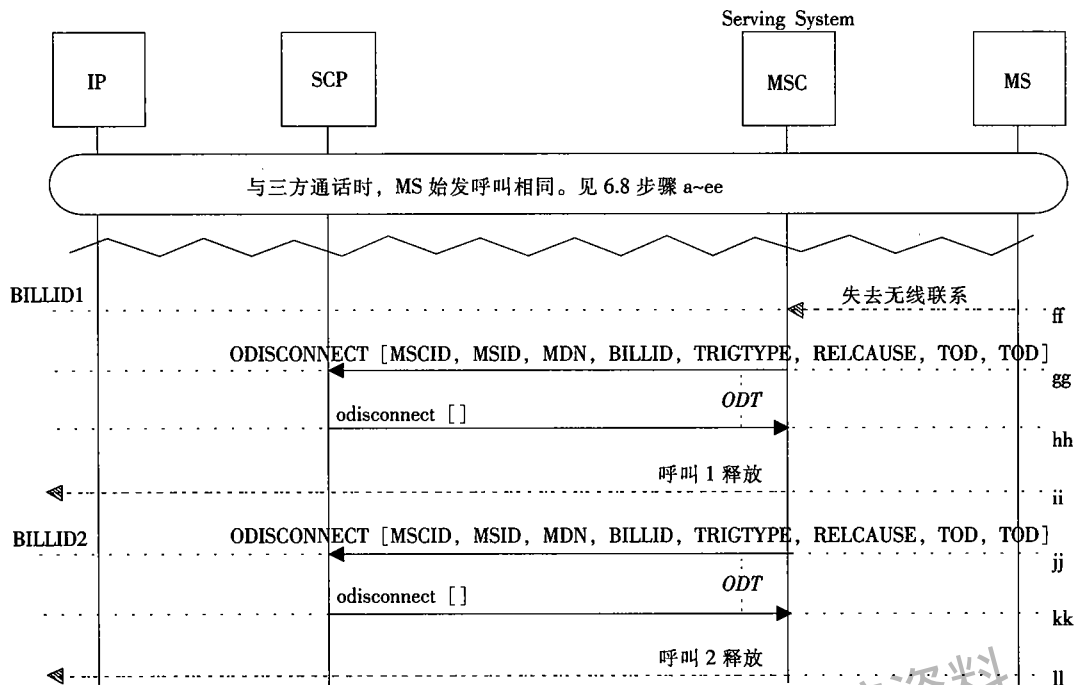 Serving System
IP
SCP
MSC
MS
与三方通话时，MS 始发呼叫相同。见 6.8 步骤 a~ee
BILLID1
失去无线联系
ff
ODISCONNECT [MSCID, MSID, MDN, BILLID, TRIGTYPE, RELCAUSE, TOD, TOD]
gg
ODT
odisconnect []
hh
呼叫 1 释放
ii
BILLID2
ODISCONNECT [MSCID, MSID, MDN, BILLID, TRIGTYPE, RELCAUSE, TOD, TOD]
jj
ODT
odisconnect []
kk
呼叫 2 释放
ll
资料